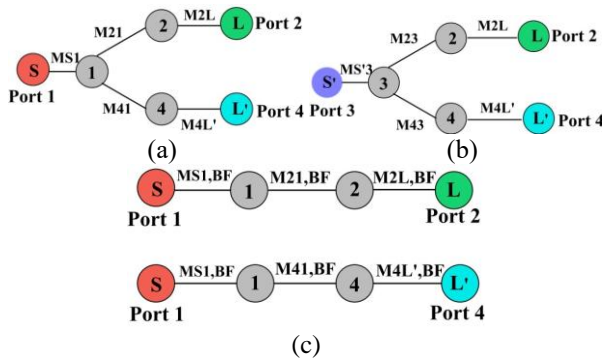 M21 2 M2L L Port 2
S MS1 1
Port 1
M41 4 M4L' L' Port 4
(a)
M23 2 M2L L Port 2
S' MS'3 3
Port 3
M43 4 M4L' L' Port 4
(b)
S MS1,BF 1 M21,BF 2 M2L,BF L
Port 1 Port 2
S MS1,BF 1 M41,BF 4 M4L',BF L'
Port 1 Port 4
(c)